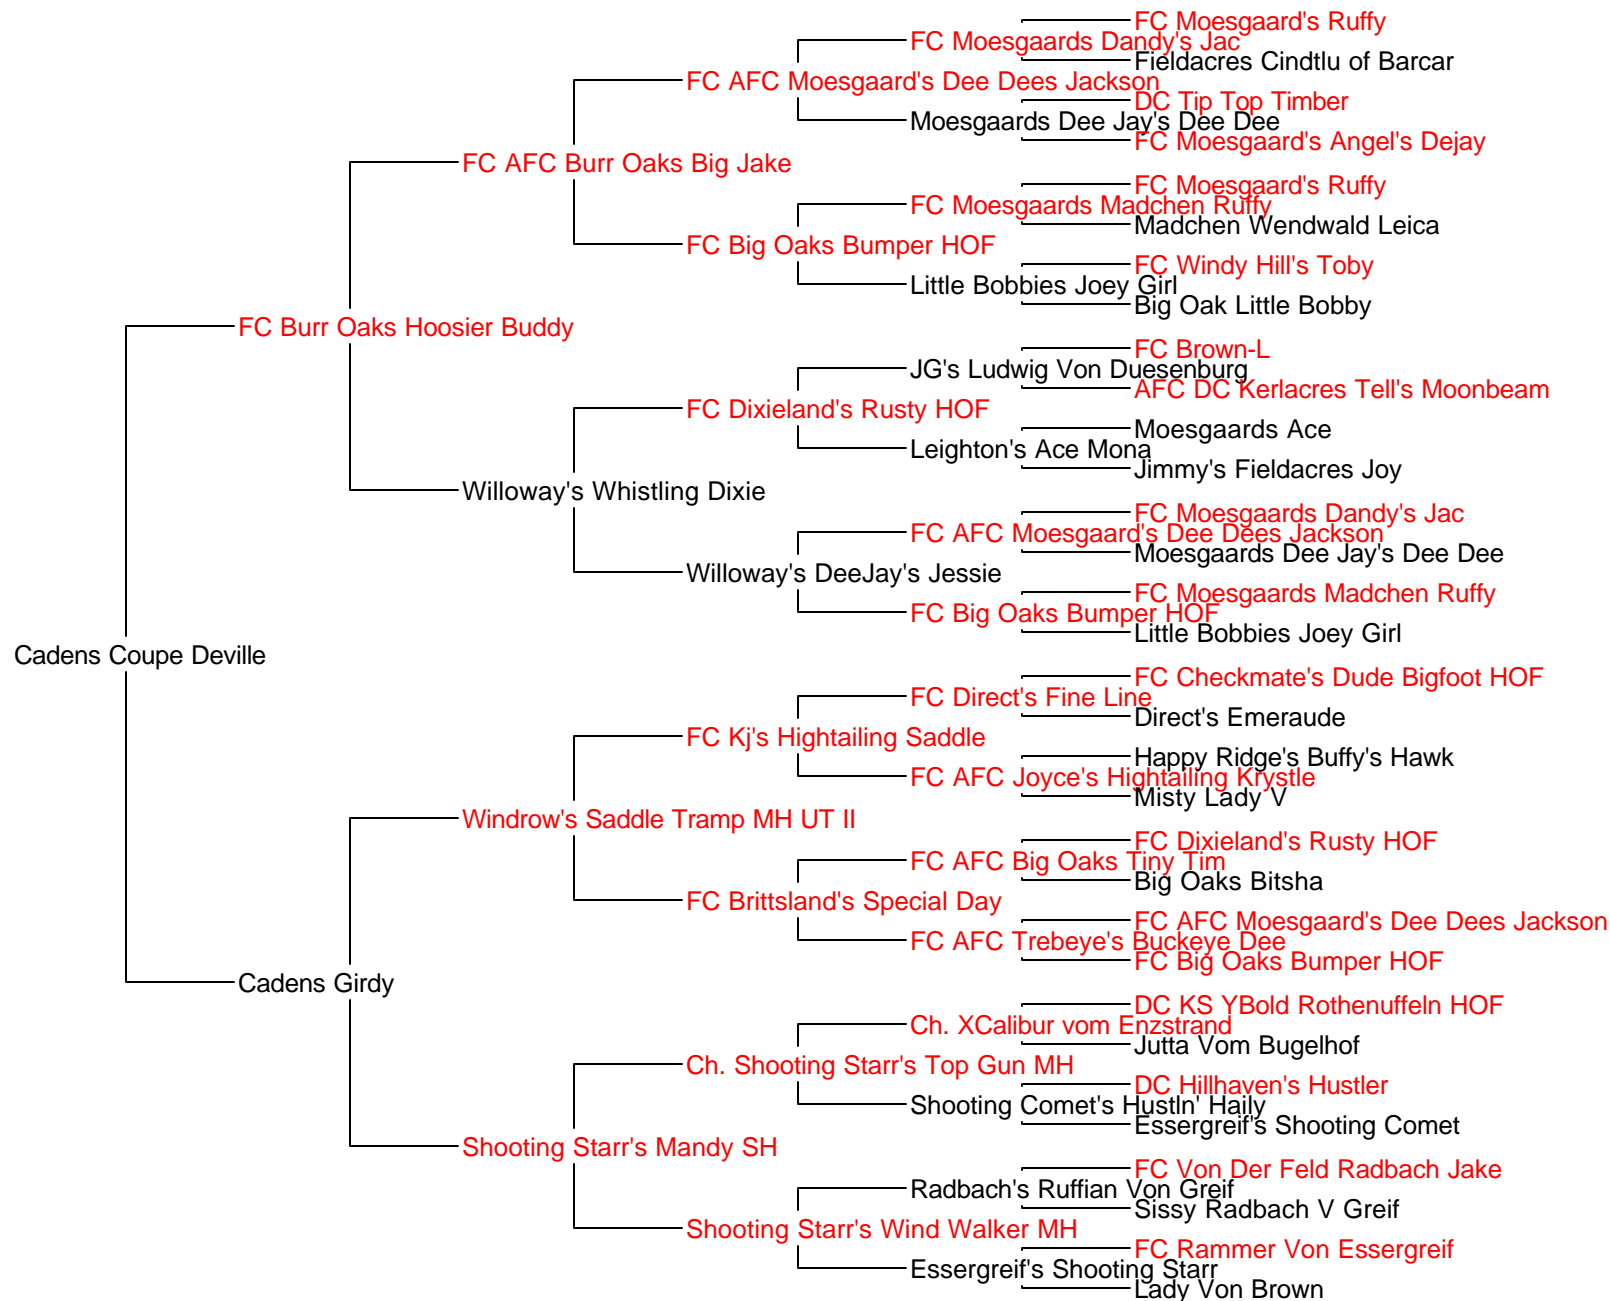 FC Moesgaard's Ruffy
FC Moesgaards Dandy's Jac
Fieldacres Cindtlu of Barcar
FC AFC Moesgaard's Dee Dees Jackson
DC Tip Top Timber
Moesgaards Dee Jay's Dee Dee
FC Moesgaard's Angel's Dejay
FC AFC Burr Oaks Big Jake
FC Moesgaard's Ruffy
FC Moesgaards Madchen Ruffy
Madchen Wendwald Leica
FC Big Oaks Bumper HOF
FC Windy Hill's Toby
Little Bobbies Joey Girl
Big Oak Little Bobby
FC Burr Oaks Hoosier Buddy
FC Brown-L
JG's Ludwig Von Duesenburg
AFC DC Kerlacres Tell's Moonbeam
FC Dixieland's Rusty HOF
Moesgaards Ace
Leighton's Ace Mona
Jimmy's Fieldacres Joy
Willoway's Whistling Dixie
FC Moesgaards Dandy's Jac
FC AFC Moesgaard's Dee Dees Jackson
Moesgaards Dee Jay's Dee Dee
Willoway's DeeJay's Jessie
FC Moesgaards Madchen Ruffy
FC Big Oaks Bumper HOF
Little Bobbies Joey Girl
Cadens Coupe Deville
FC Checkmate's Dude Bigfoot HOF
FC Direct's Fine Line
Direct's Emeraude
FC Kj's Hightailing Saddle
Happy Ridge's Buffy's Hawk
FC AFC Joyce's Hightailing Krystle
Misty Lady V
Windrow's Saddle Tramp MH UT II
FC Dixieland's Rusty HOF
FC AFC Big Oaks Tiny Tim
Big Oaks Bitsha
FC Brittsland's Special Day
FC AFC Moesgaard's Dee Dees Jackson
FC AFC Trebeye's Buckeye Dee
FC Big Oaks Bumper HOF
Cadens Girdy
DC KS YBold Rothenuffeln HOF
Ch. XCalibur vom Enzstrand
Jutta Vom Bugelhof
Ch. Shooting Starr's Top Gun MH
DC Hillhaven's Hustler
Shooting Comet's Hustln' Haily
Essergreif's Shooting Comet
Shooting Starr's Mandy SH
FC Von Der Feld Radbach Jake
Radbach's Ruffian Von Greif
Sissy Radbach V Greif
Shooting Starr's Wind Walker MH
FC Rammer Von Essergreif
Essergreif's Shooting Starr
Lady Von Brown